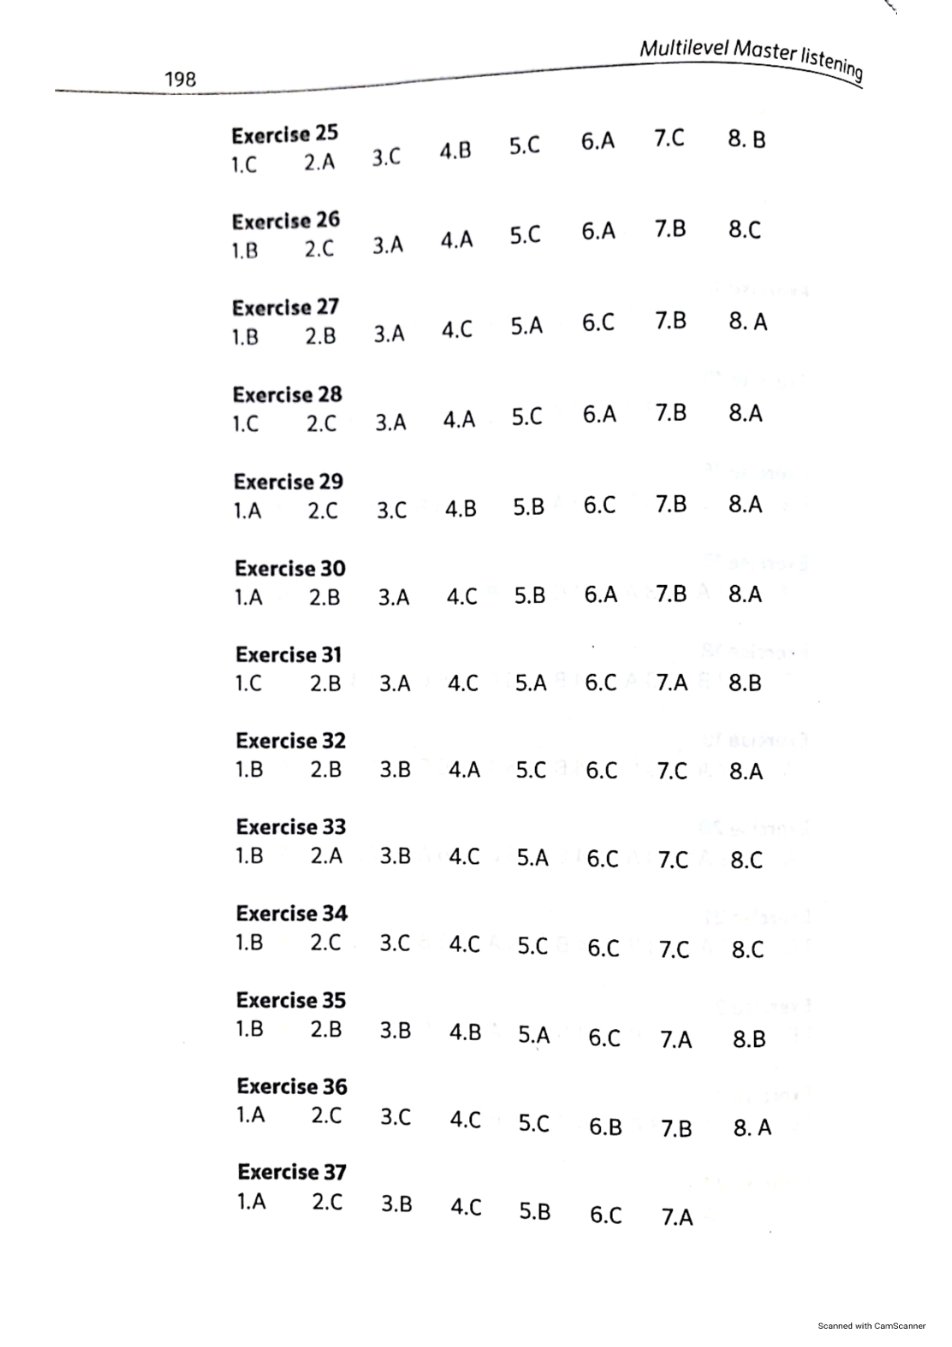 Multilevel Master listening
198
Exercise 25
1.C 2.A 3.C 4.B 5.C 6.A 7.C 8. B
Exercise 26
1.B 2.C 3.A 4.A 5.C 6.A 7.B 8.C
Exercise 27
1.B 2.B 3.A 4.C 5.A 6.C 7.B 8. A
Exercise 28
1.C 2.C 3.A 4.A 5.C 6.A 7.B 8.A
Exercise 29
1.A 2.C 3.C 4.B 5.B 6.C 7.B 8.A
Exercise 30
1.A 2.B 3.A 4.C 5.B 6.A 7.B 8.A
Exercise 31
1.C 2.B 3.A 4.C 5.A 6.C 7.A 8.B
Exercise 32
1.B 2.B 3.B 4.A 5.C 6.C 7.C 8.A
Exercise 33
1.B 2.A 3.B 4.C 5.A 6.C 7.C 8.C
Exercise 34
1.B 2.C 3.C 4.C 5.C 6.C 7.C 8.C
Exercise 35
1.B 2.B 3.B 4.B 5.A 6.C 7.A 8.B
Exercise 36
1.A 2.C 3.C 4.C 5.C 6.B 7.B 8. A
Exercise 37
1.A 2.C 3.B 4.C 5.B 6.C 7.A
Scanned with CamScanner